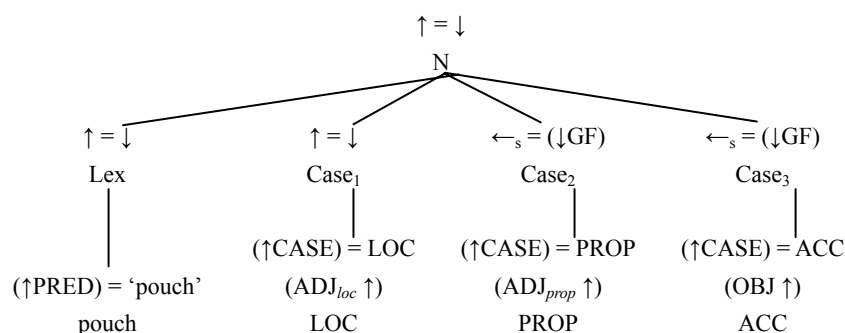 ↑ = ↓
N
↑ = ↓ ↑ = ↓ ←s = (↓GF) ←s = (↓GF)
Lex Case1 Case2 Case3
(↑CASE) = LOC (↑CASE) = PROP (↑CASE) = ACC
(↑PRED) = ‘pouch’ (ADJloc ↑) (ADJprop ↑) (OBJ ↑)
pouch LOC PROP ACC